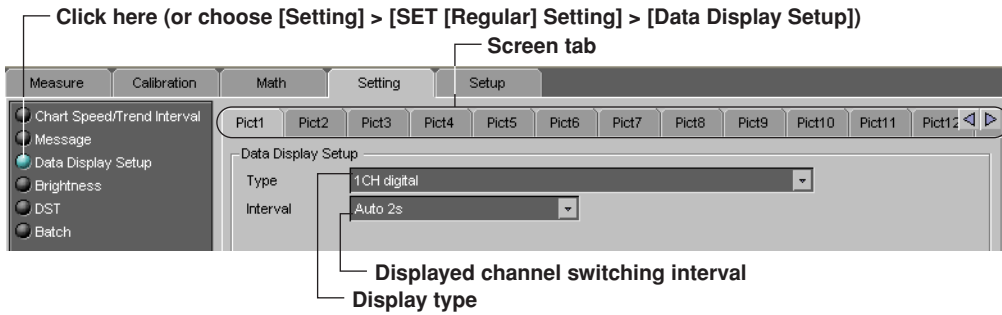 Click here (or choose [Setting] > [SET [Regular] Setting] > [Data Display Setup])
Screen tab
Measure Calibration Math Setting Setup
Chart Speed/Trend Interval
Message
Data Display Setup
Brightness
DST
Batch
Pict1 Pict2 Pict3 Pict4 Pict5 Pict6 Pict7 Pict8 Pict9 Pict10 Pict11 Pict12
Data Display Setup
Type 1CH digital
Interval Auto 2s
Displayed channel switching interval
Display type